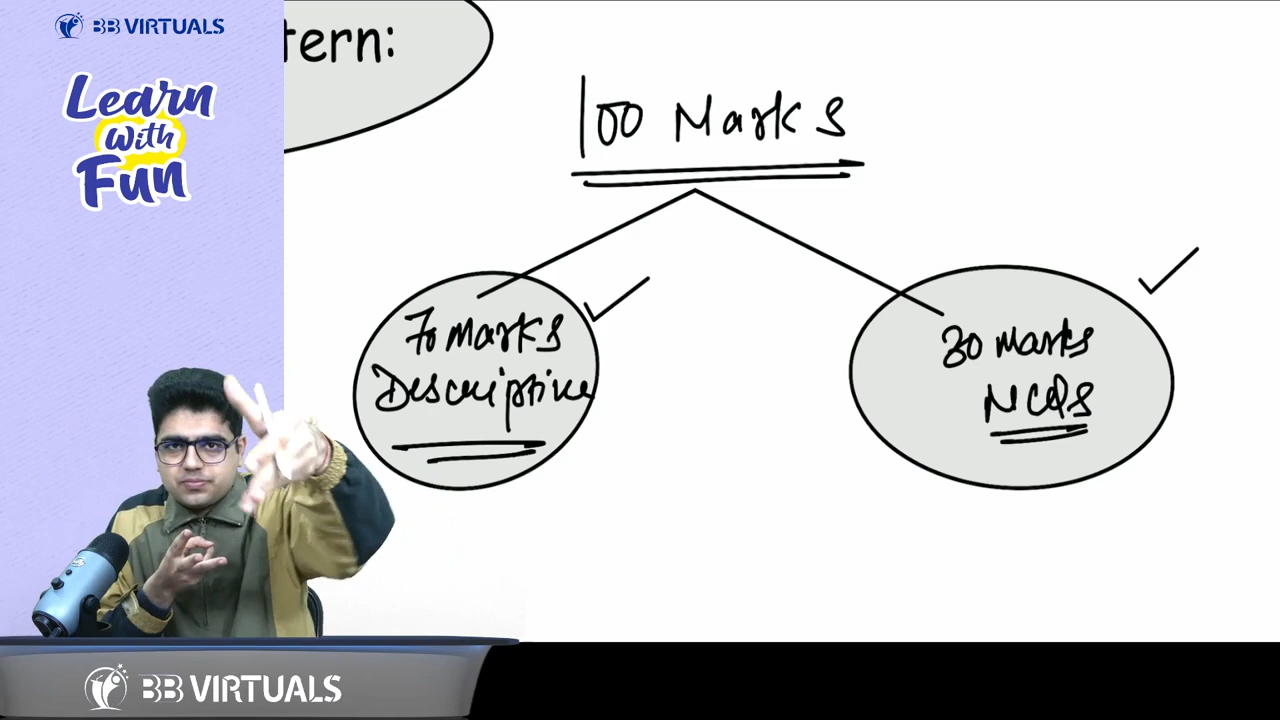 BB VIRTUALS
Learn
With
Fun
tern:
100 Marks
70 Marks
Descriptive
30 Marks
MCQs
BB VIRTUALS